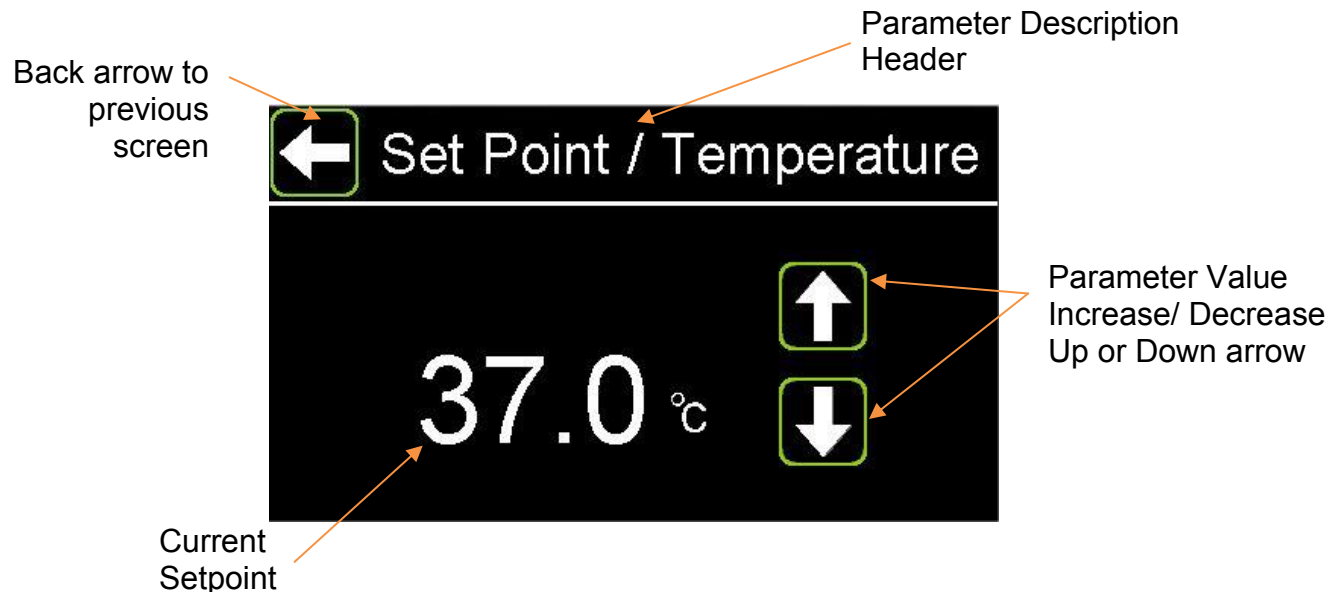 Parameter Description
Header
Back arrow to
previous
screen
Set Point / Temperature
Parameter Value
Increase/ Decrease
Up or Down arrow
37.0 °C
Current
Setpoint